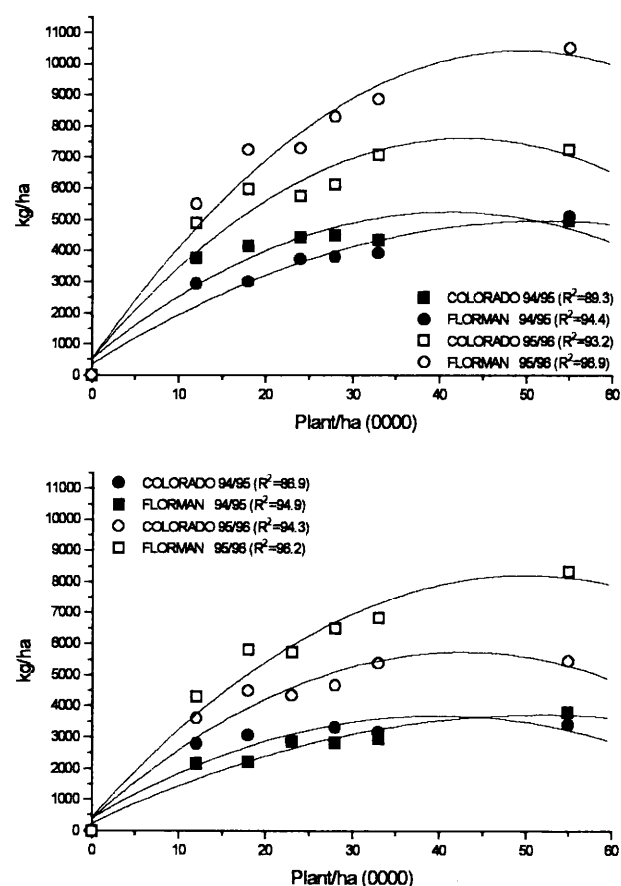 11000
10000
9000
8000
7000
6000
5000
4000
3000
2000
1000
0
kg/ha
COLORADO 94/95 (R²=89.3)
FLORMAN 94/95 (R²=94.4)
COLORADO 95/96 (R²=93.2)
FLORMAN 95/96 (R²=96.9)
0 10 20 30 40 50 60
Plant/ha (0000)
COLORADO 94/95 (R²=86.9)
FLORMAN 94/95 (R²=94.9)
COLORADO 95/96 (R²=94.3)
FLORMAN 95/96 (R²=96.2)
11000
10000
9000
8000
7000
6000
5000
4000
3000
2000
1000
0
kg/ha
0 10 20 30 40 50 60
Plant/ha (0000)